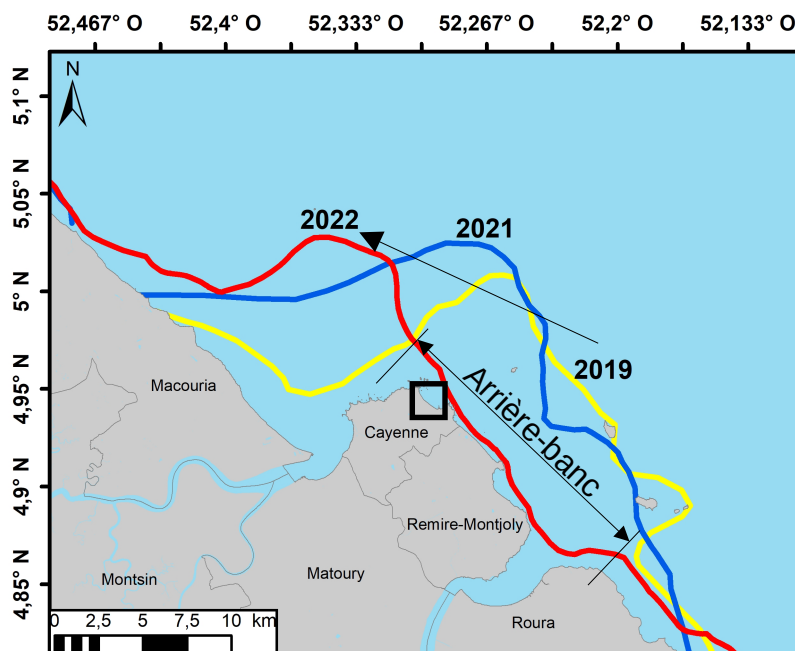 52,467° O 52,4° O 52,333° O 52,267° O 52,2° O 52,133° O
5,1° N
5,05° N
5° N
4,95° N
4,9° N
4,85° N
N
2022
2021
2019
Arrière-banc
Macouria
Cayenne
Remire-Montjoly
Matoury
Montsin
Roura
0 2,5 5 7,5 10 km